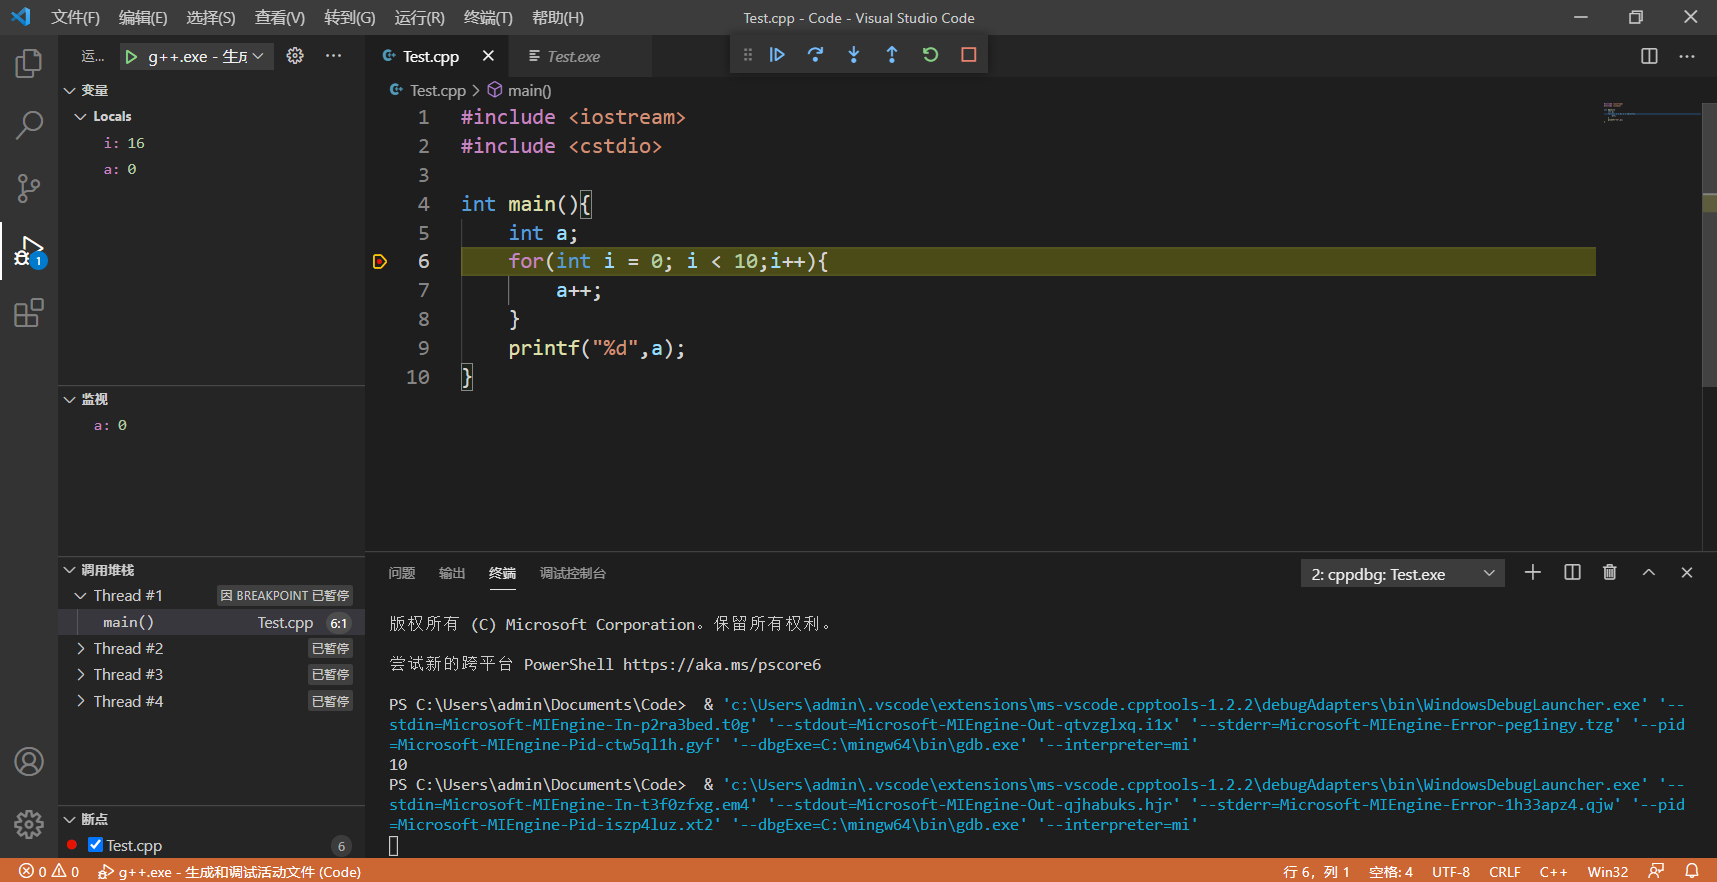 文件(F) 编辑(E) 选择(S) 查看(V) 转到(G) 运行(R) 终端(T) 帮助(H) Test.cpp - Code - Visual Studio Code
运... g++.exe - 生成 ...
Test.cpp Test.exe
Test.cpp > main()
变量
Locals
i: 16
a: 0
监视
a: 0
调用堆栈
Thread #1 因 BREAKPOINT 已暂停
main() Test.cpp 6:1
Thread #2 已暂停
Thread #3 已暂停
Thread #4 已暂停
断点
Test.cpp 6
1
1 #include <iostream>
2 #include <cstdio>
3
4 int main(){
5 int a;
6 for(int i = 0; i < 10;i++){
7 a++;
8 }
9 printf("%d",a);
10 }
问题 输出 终端 调试控制台 2: cppdbg: Test.exe
版权所有 (C) Microsoft Corporation。保留所有权利。
尝试新的跨平台 PowerShell https://aka.ms/pscore6
PS C:\Users\admin\Documents\Code>  & 'c:\Users\admin\.vscode\extensions\ms-vscode.cpptools-1.2.2\debugAdapters\bin\WindowsDebugLauncher.exe' '--
stdin=Microsoft-MIEngine-In-p2ra3bed.t0g' '--stdout=Microsoft-MIEngine-Out-qtvzglxq.i1x' '--stderr=Microsoft-MIEngine-Error-peg1ingy.tzg' '--pid
=Microsoft-MIEngine-Pid-ctw5ql1h.gyf' '--dbgExe=C:\mingw64\bin\gdb.exe' '--interpreter=mi'
10
PS C:\Users\admin\Documents\Code>  & 'c:\Users\admin\.vscode\extensions\ms-vscode.cpptools-1.2.2\debugAdapters\bin\WindowsDebugLauncher.exe' '--
stdin=Microsoft-MIEngine-In-t3f0zfxg.em4' '--stdout=Microsoft-MIEngine-Out-qjhabuks.hjr' '--stderr=Microsoft-MIEngine-Error-1h33apz4.qjw' '--pid
=Microsoft-MIEngine-Pid-iszp4luz.xt2' '--dbgExe=C:\mingw64\bin\gdb.exe' '--interpreter=mi'
0 0 g++.exe - 生成和调试活动文件 (Code) 行 6, 列 1 空格: 4 UTF-8 CRLF C++ Win32